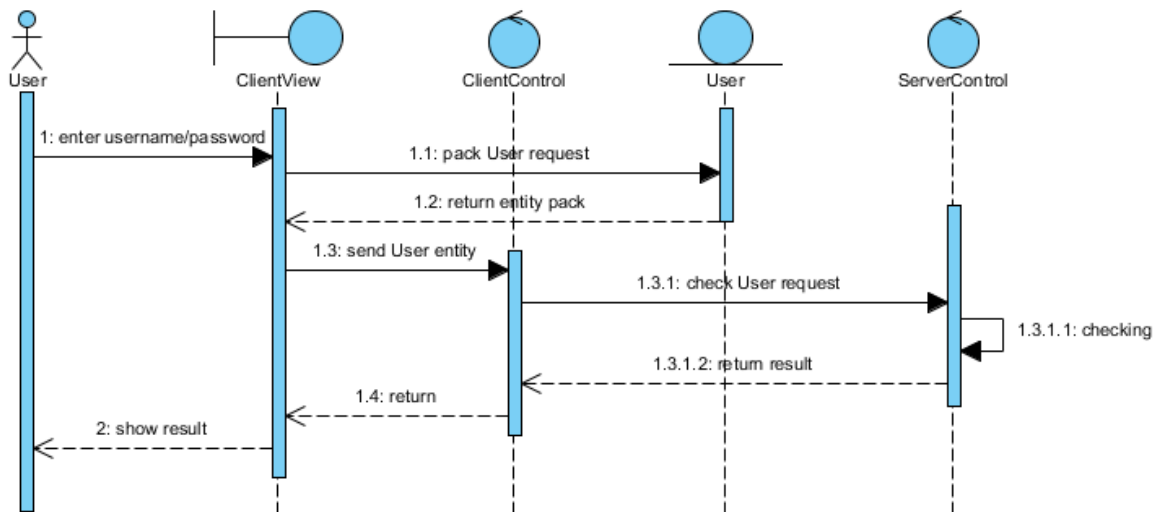 User
ClientView
ClientControl
User
ServerControl
1: enter username/password
1.1: pack User request
1.2: return entity pack
1.3: send User entity
1.3.1: check User request
1.3.1.1: checking
1.3.1.2: return result
1.4: return
2: show result